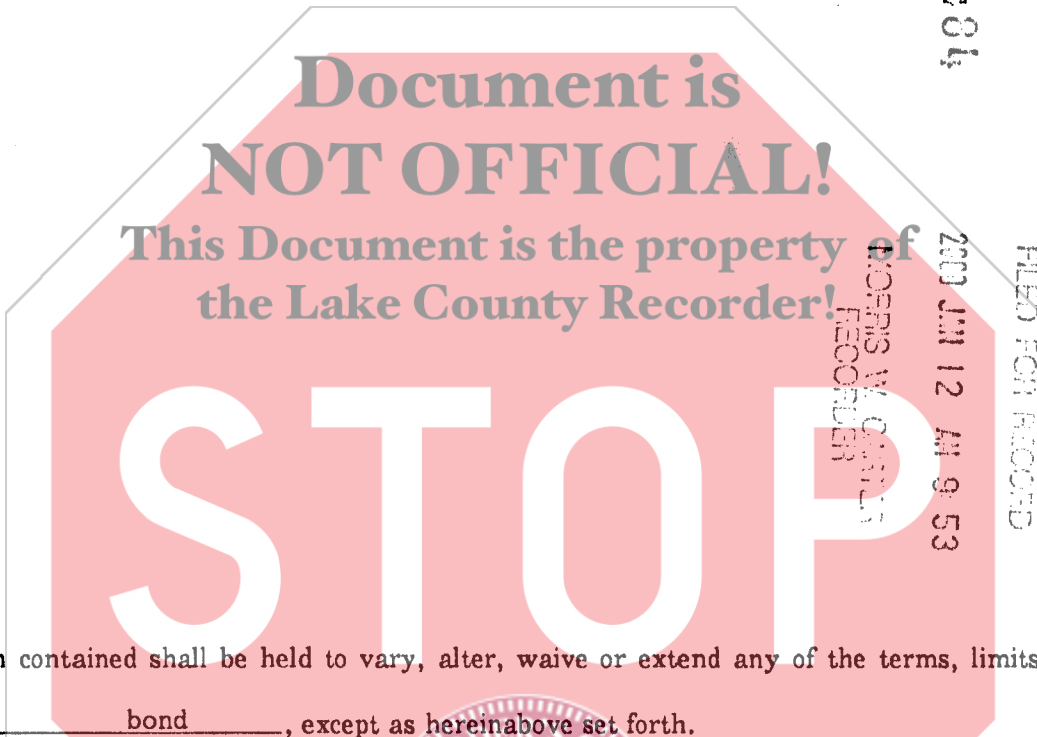 Document is
NOT OFFICIAL!
This Document is the property of
the Lake County Recorder!
STOP
FILED FOR RECORD
2000 JAN 12 AM 9 53
MORRIS W. CARTER
RECORDER
contained shall be held to vary, alter, waive or extend any of the terms, limits
bond, except as hereinabove set forth.